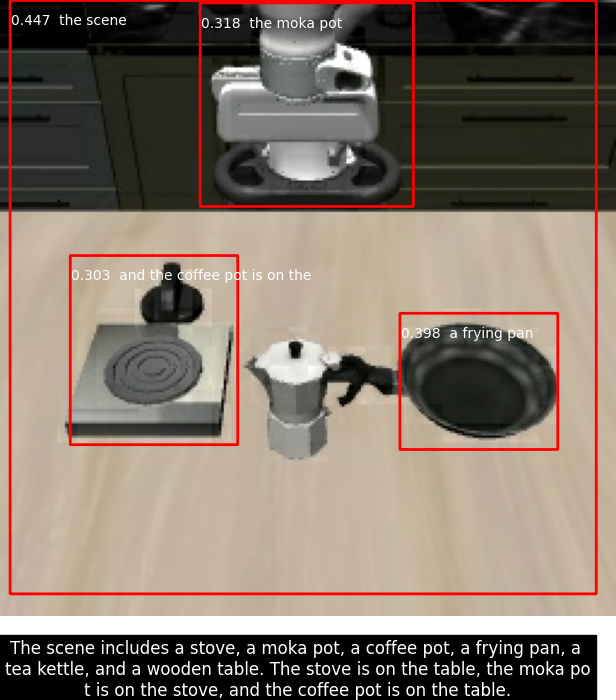 0.447 the scene
0.318 the moka pot
0.303 and the coffee pot is on the
0.398 a frying pan
The scene includes a stove, a moka pot, a coffee pot, a frying pan, a
tea kettle, and a wooden table. The stove is on the table, the moka po
t is on the stove, and the coffee pot is on the table.